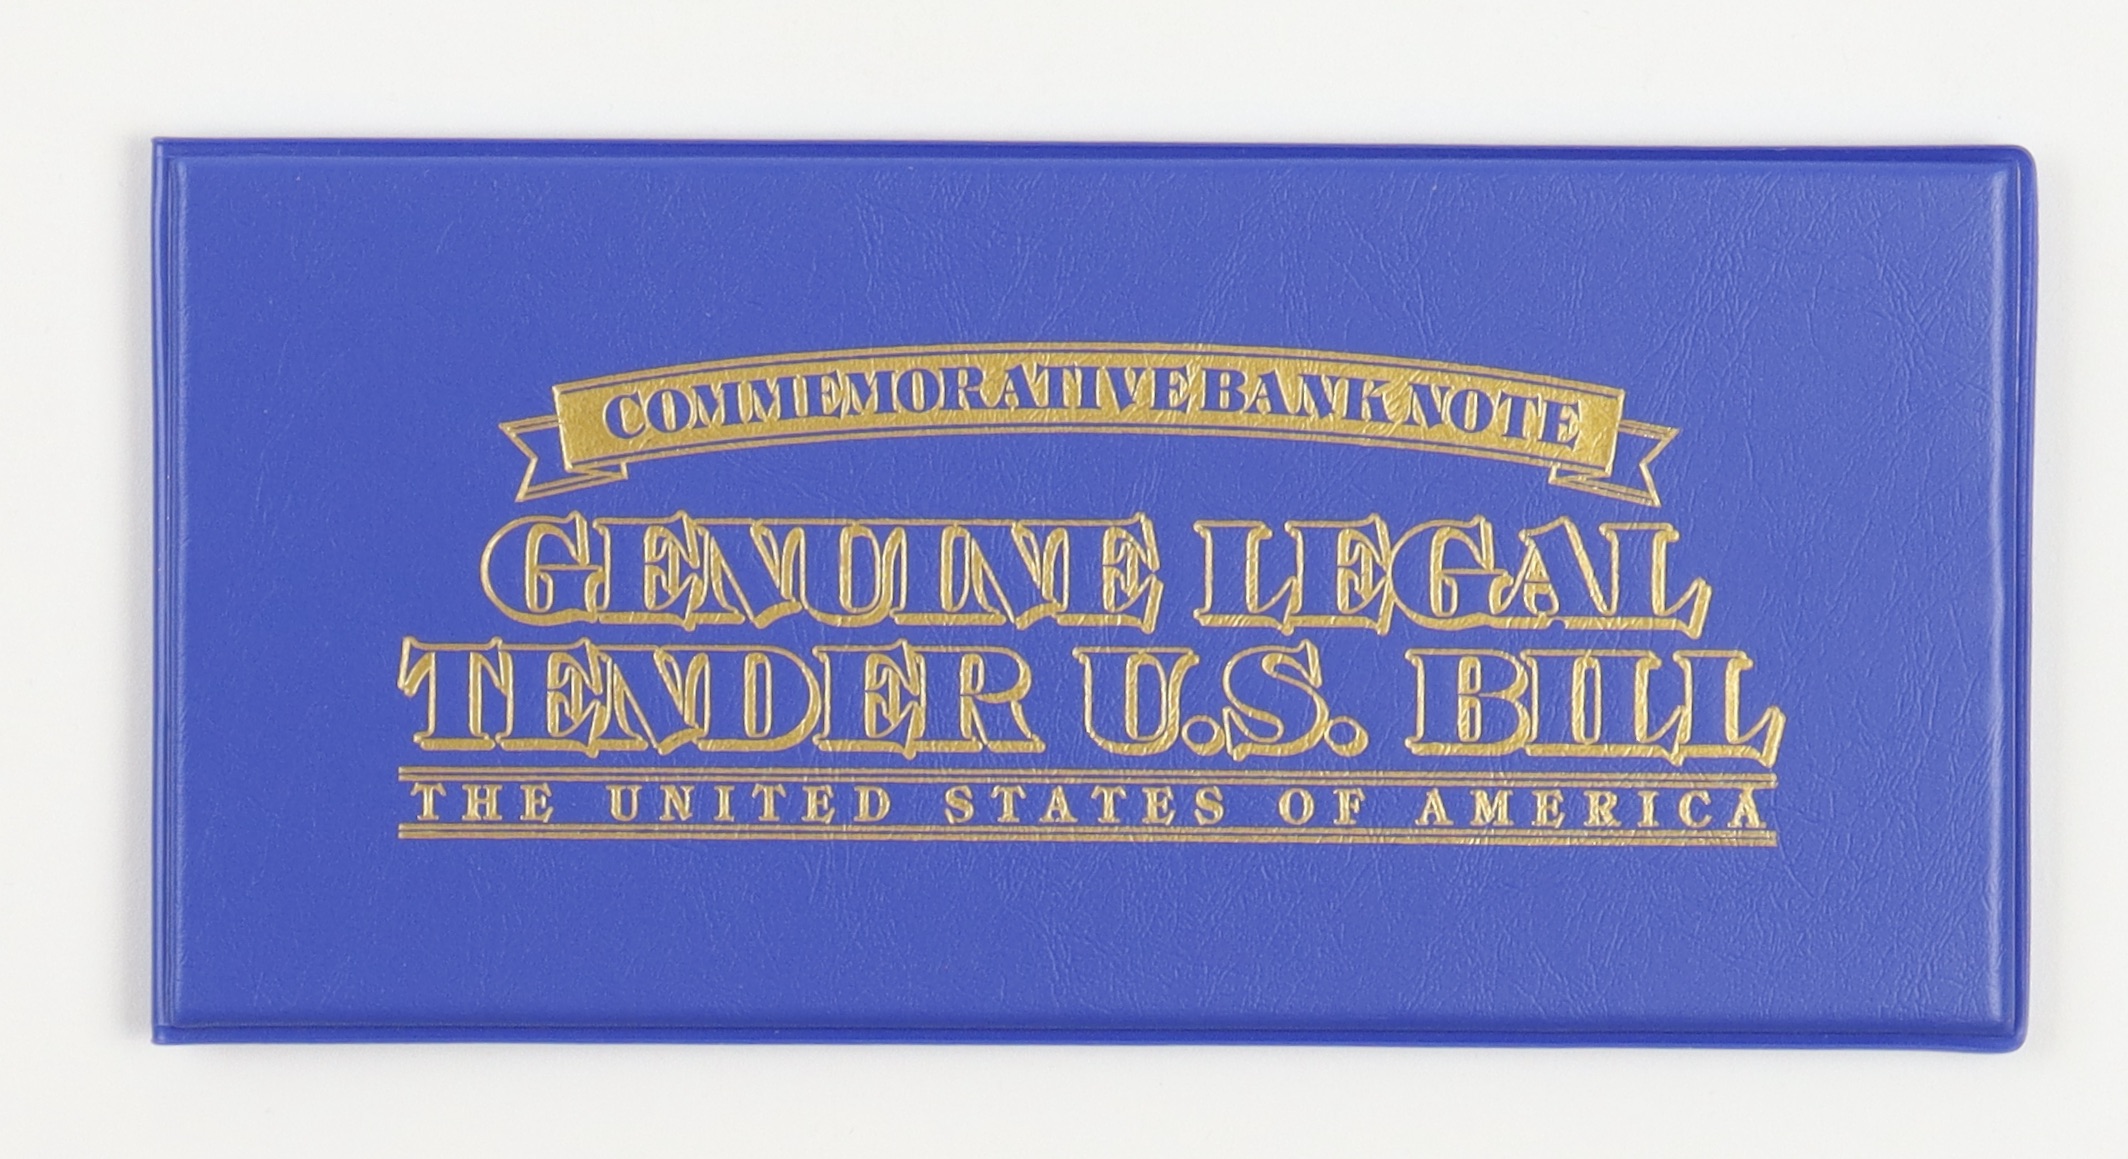 COMMEMORATIVE BANK NOTE
GENUINE LEGAL
TENDER U.S. BILL
THE UNITED STATES OF AMERICA